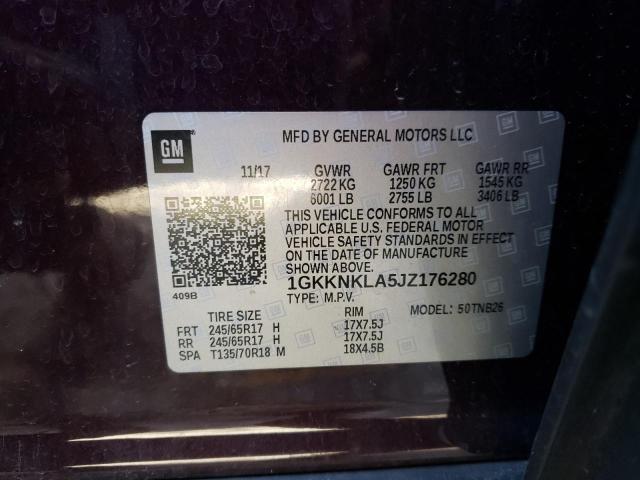 GM
MFD BY GENERAL MOTORS LLC
11/17 GVWR GAWR FRT GAWR RR
2722 KG 1250 KG 1545 KG
6001 LB 2755 LB 3406 LB
THIS VEHICLE CONFORMS TO ALL
APPLICABLE U.S. FEDERAL MOTOR
VEHICLE SAFETY STANDARDS IN EFFECT
ON THE DATE OF MANUFACTURE
SHOWN ABOVE.
409B
1GKKNKLA5JZ176280
TYPE: M.P.V. MODEL: 50TNB26
TIRE SIZE RIM
FRT 245/65R17 H 17X7.5J
RR 245/65R17 H 17X7.5J
SPA T135/70R18 M 18X4.5B